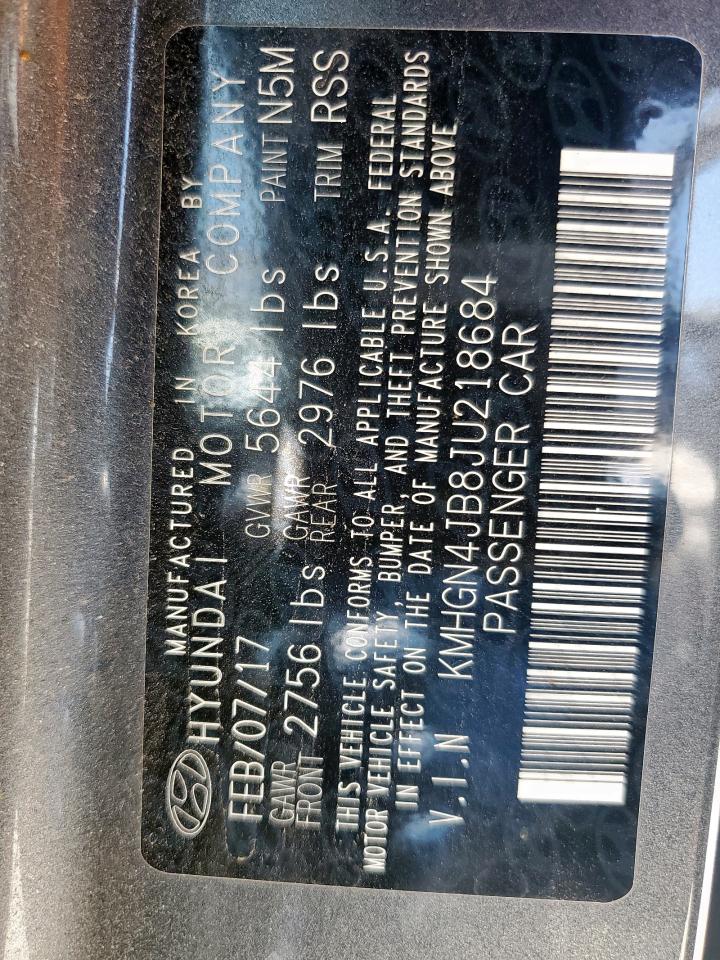 MANUFACTURED IN KOREA BY
HYUNDAI MOTOR COMPANY
FEB/07/17 GVWR 5644 lbs PAINT N5M
GAWR FRONT 2756 lbs GAWR REAR 2976 lbs TRIM RSS
THIS VEHICLE CONFORMS TO ALL APPLICABLE U.S.A. FEDERAL
MOTOR VEHICLE SAFETY, BUMPER, AND THEFT PREVENTION STANDARDS
IN EFFECT ON THE DATE OF MANUFACTURE SHOWN ABOVE
V.I.N KMHGN4JB8JU218684
PASSENGER CAR